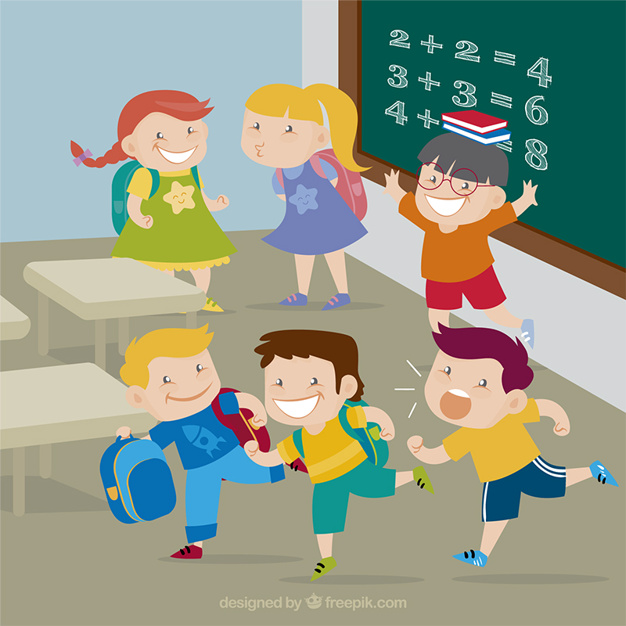 2 + 2 = 4
3 + 3 = 6
4 + = 8
designed by freepik.com